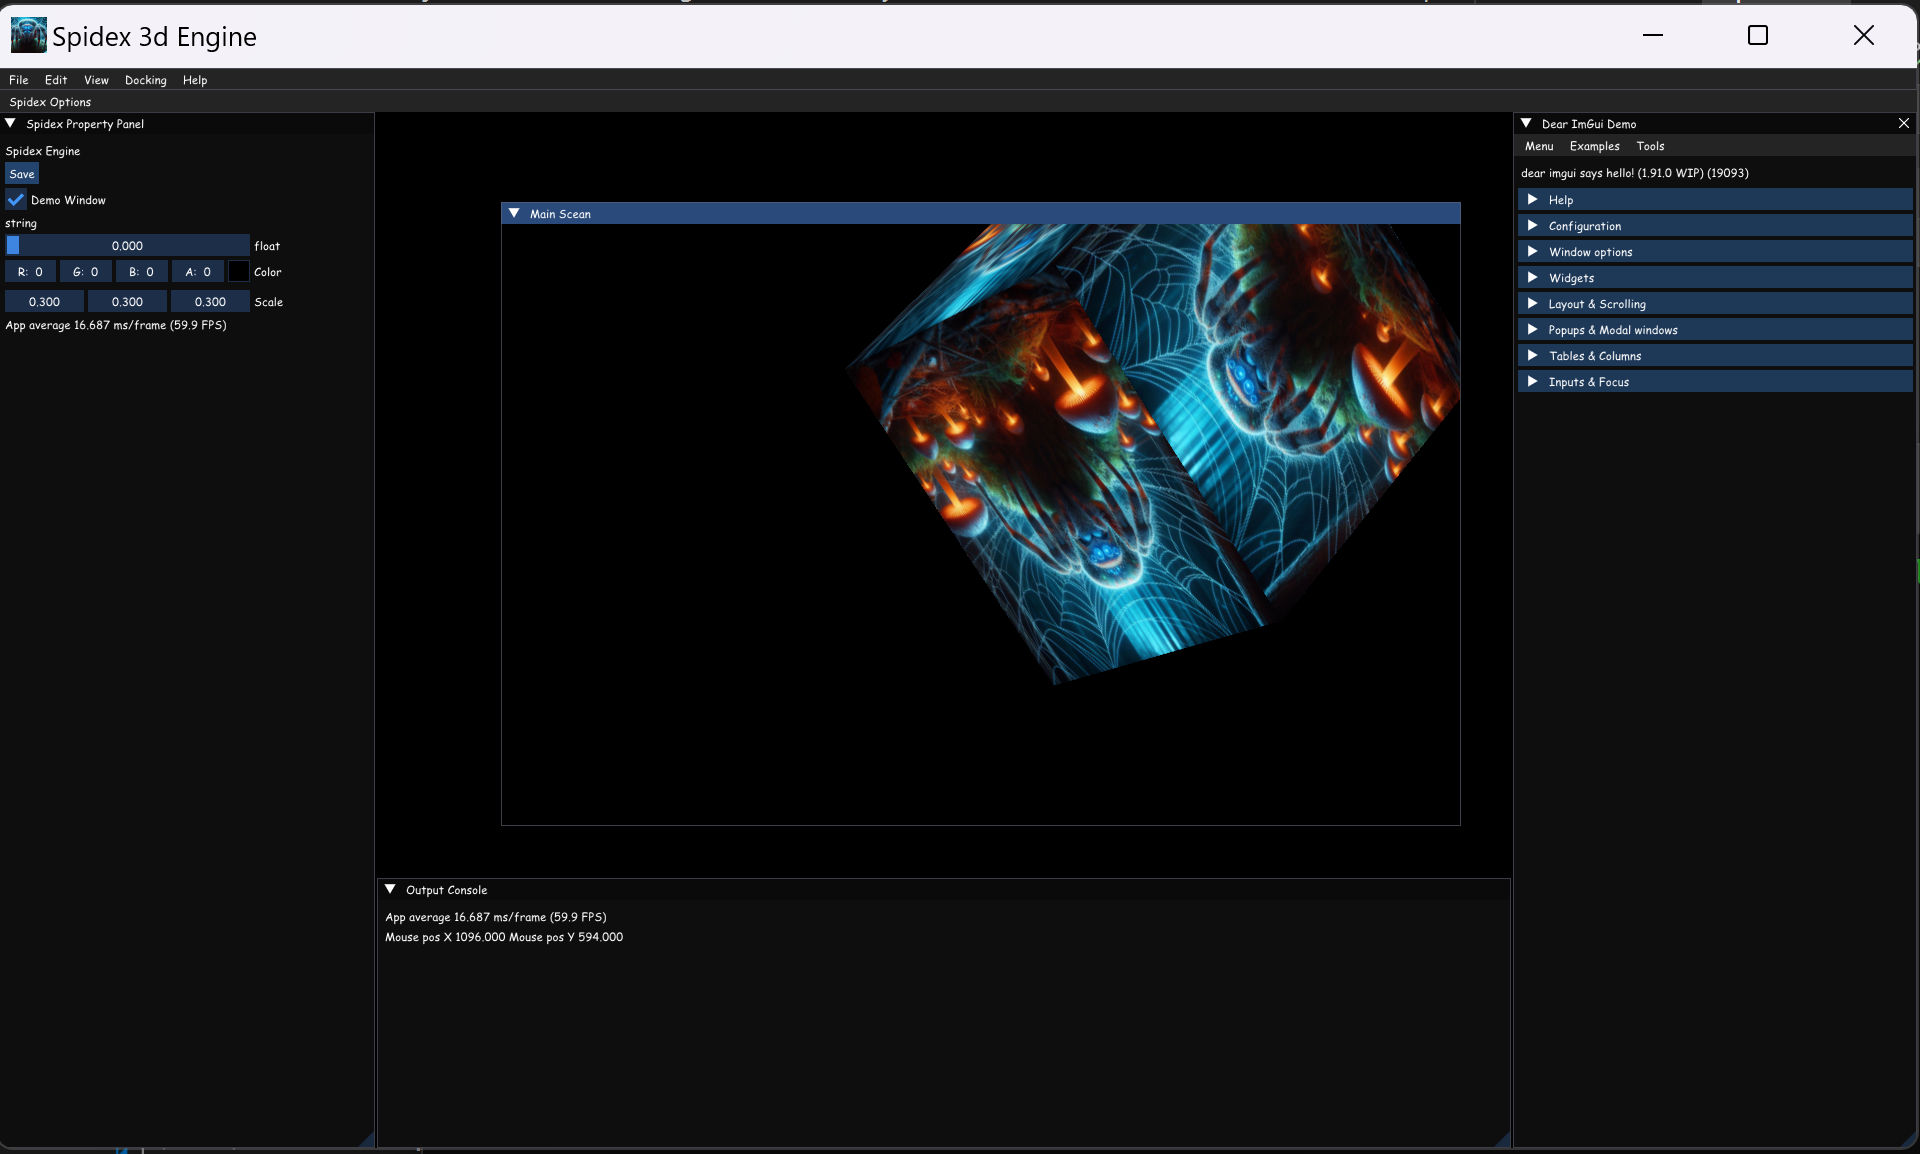 Spidex 3d Engine
File Edit View Docking Help
Spidex Options
Spidex Property Panel
Spidex Engine
Save
Demo Window
string
0.000 float
R: 0 G: 0 B: 0 A: 0 Color
0.300 0.300 0.300 Scale
App average 16.687 ms/frame (59.9 FPS)
Main Scean
Output Console
App average 16.687 ms/frame (59.9 FPS)
Mouse pos X 1096.000 Mouse pos Y 594.000
Dear ImGui Demo
Menu Examples Tools
dear imgui says hello! (1.91.0 WIP) (19093)
Help
Configuration
Window options
Widgets
Layout & Scrolling
Popups & Modal windows
Tables & Columns
Inputs & Focus